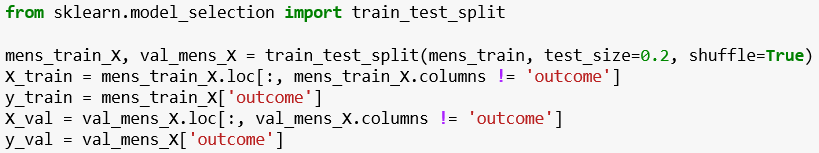 from sklearn.model_selection import train_test_split
mens_train_X, val_mens_X = train_test_split(mens_train, test_size=0.2, shuffle=True)
X_train = mens_train_X.loc[:, mens_train_X.columns != 'outcome']
y_train = mens_train_X['outcome']
X_val = val_mens_X.loc[:, val_mens_X.columns != 'outcome']
y_val = val_mens_X['outcome']